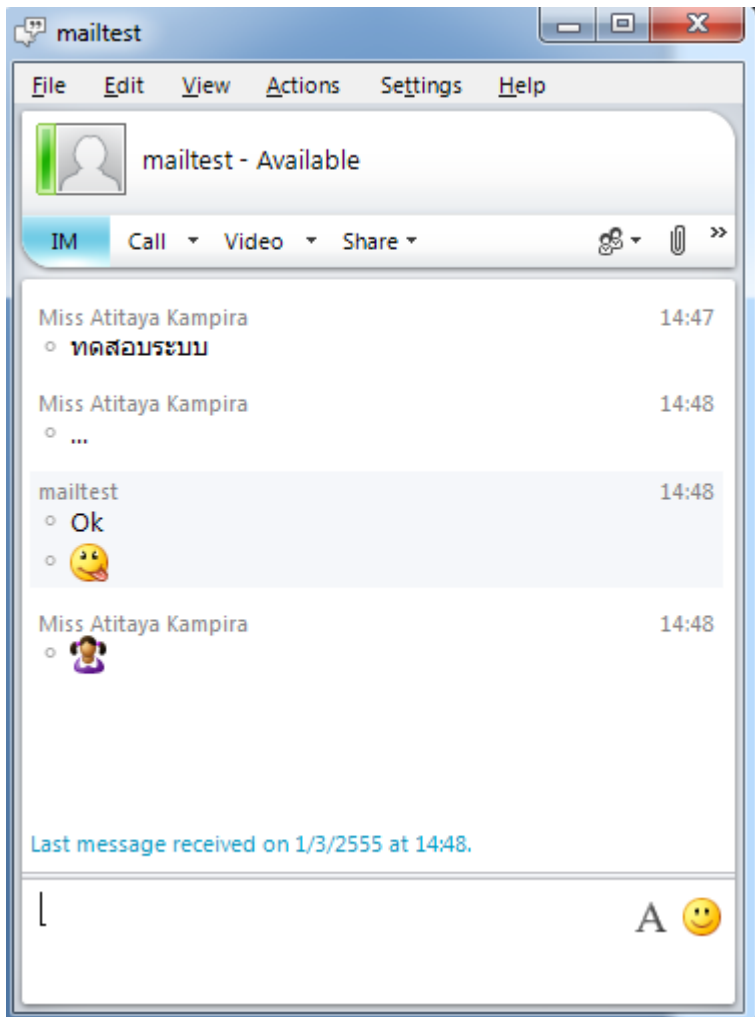 mailtest
File Edit View Actions Settings Help
mailtest - Available
IM Call Video Share
Miss Atitaya Kampira 14:47
ทดสอบระบบ
Miss Atitaya Kampira 14:48
...
mailtest 14:48
Ok
Miss Atitaya Kampira 14:48
Last message received on 1/3/2555 at 14:48.
A